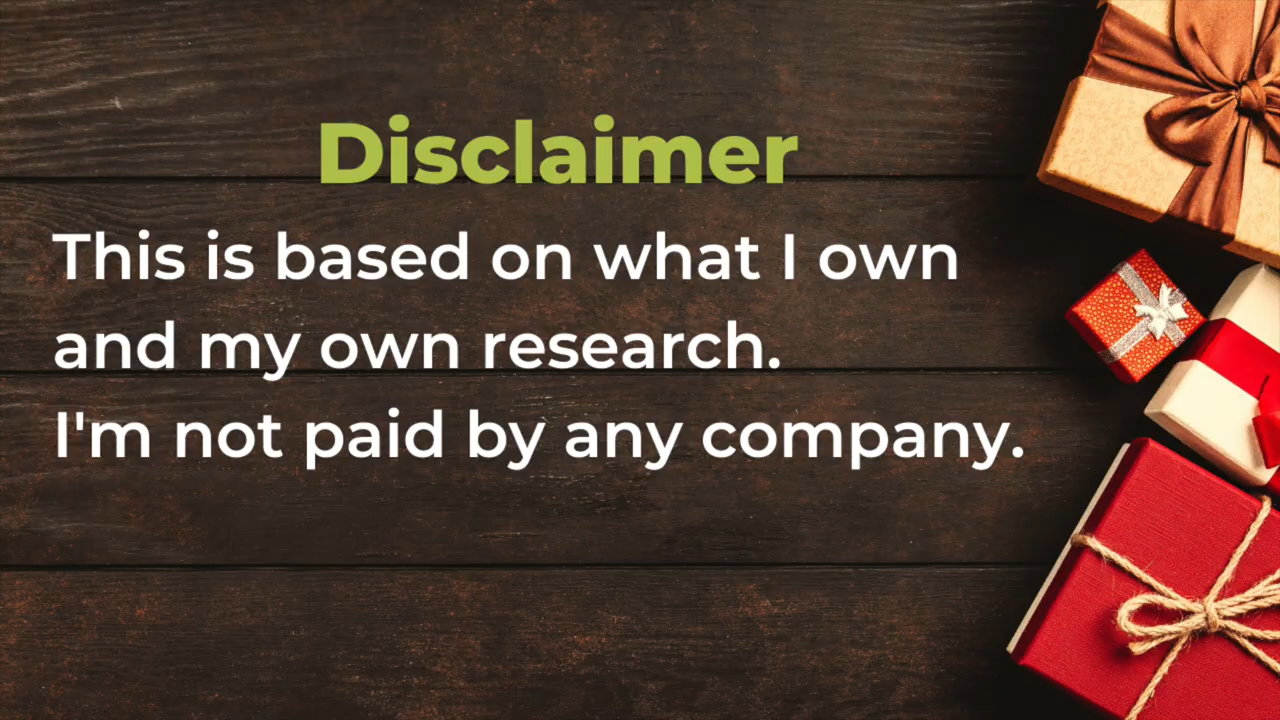 Disclaimer
This is based on what I own
and my own research.
I'm not paid by any company.